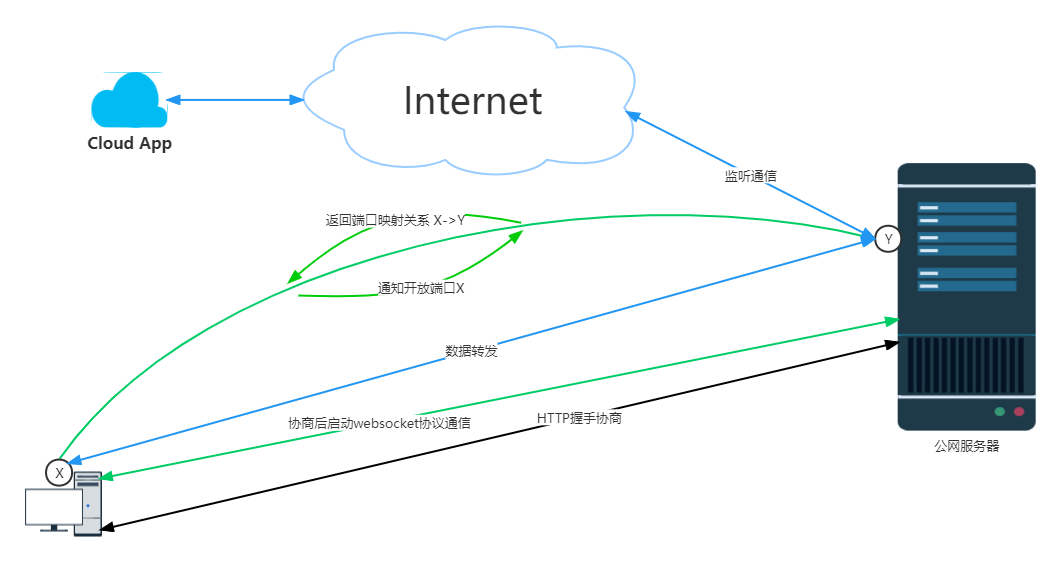 Internet
Cloud App
监听通信
返回端口映射关系 X->Y
Y
通知开放端口X
数据转发
HTTP握手协商
协商后启动websocket协议通信
公网服务器
X